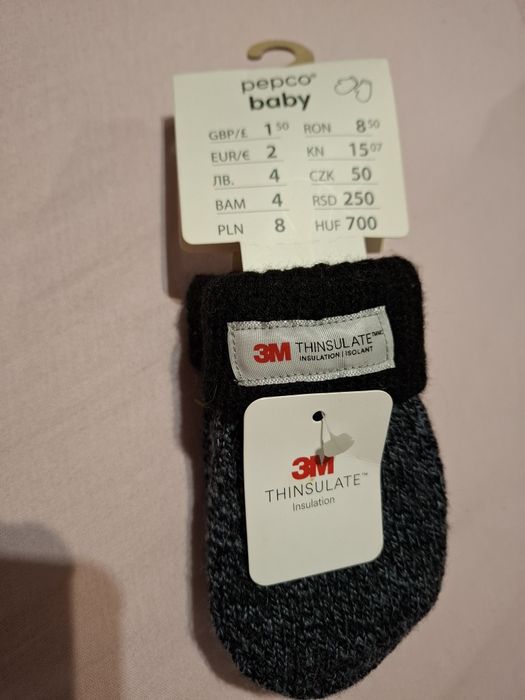 pepco®
baby
GBP/£ 1 50 RON 8 50
EUR/€ 2 KN 15 07
ЛВ. 4 CZK 50
BAM 4 RSD 250
PLN 8 HUF 700
3M THINSULATE™
INSULATION | ISOLANT
3M
THINSULATE™
Insulation